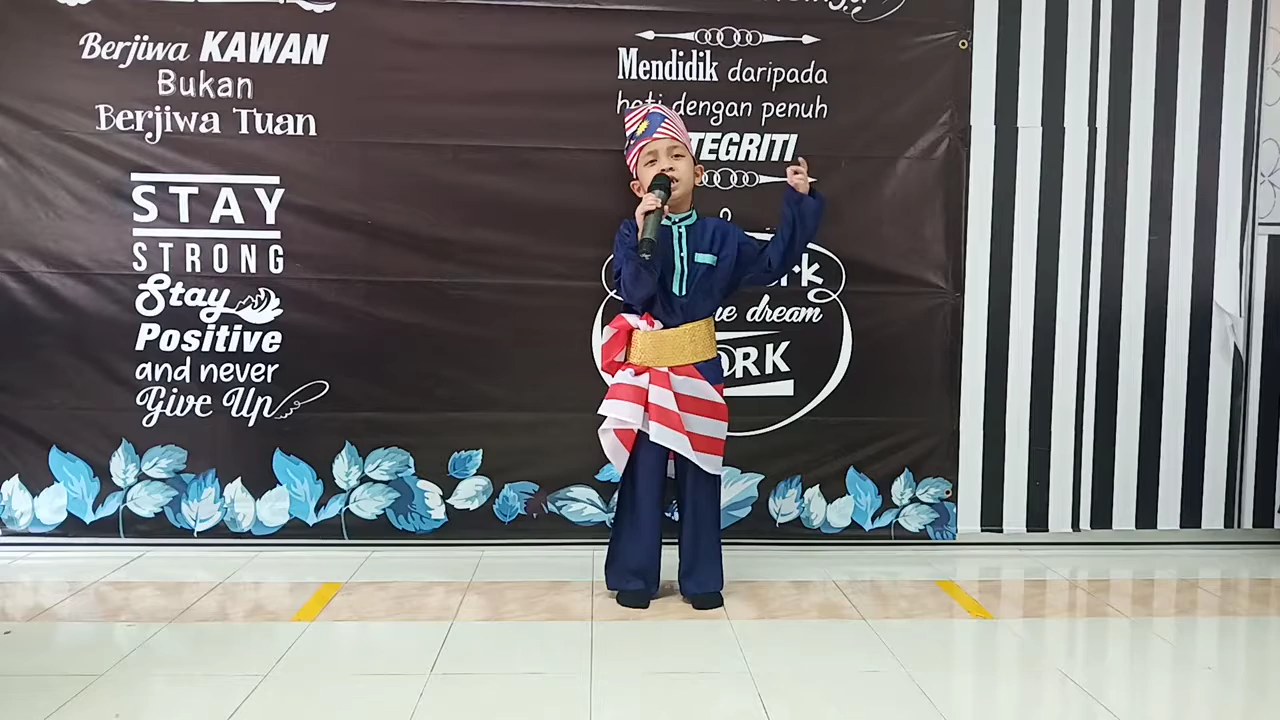 Berjiwa KAWAN
Bukan
Berjiwa Tuan
STAY
STRONG
Stay
Positive
and never
Give Up
Mendidik daripada
hati dengan penuh
TEGRITI
rk
dream
ORK